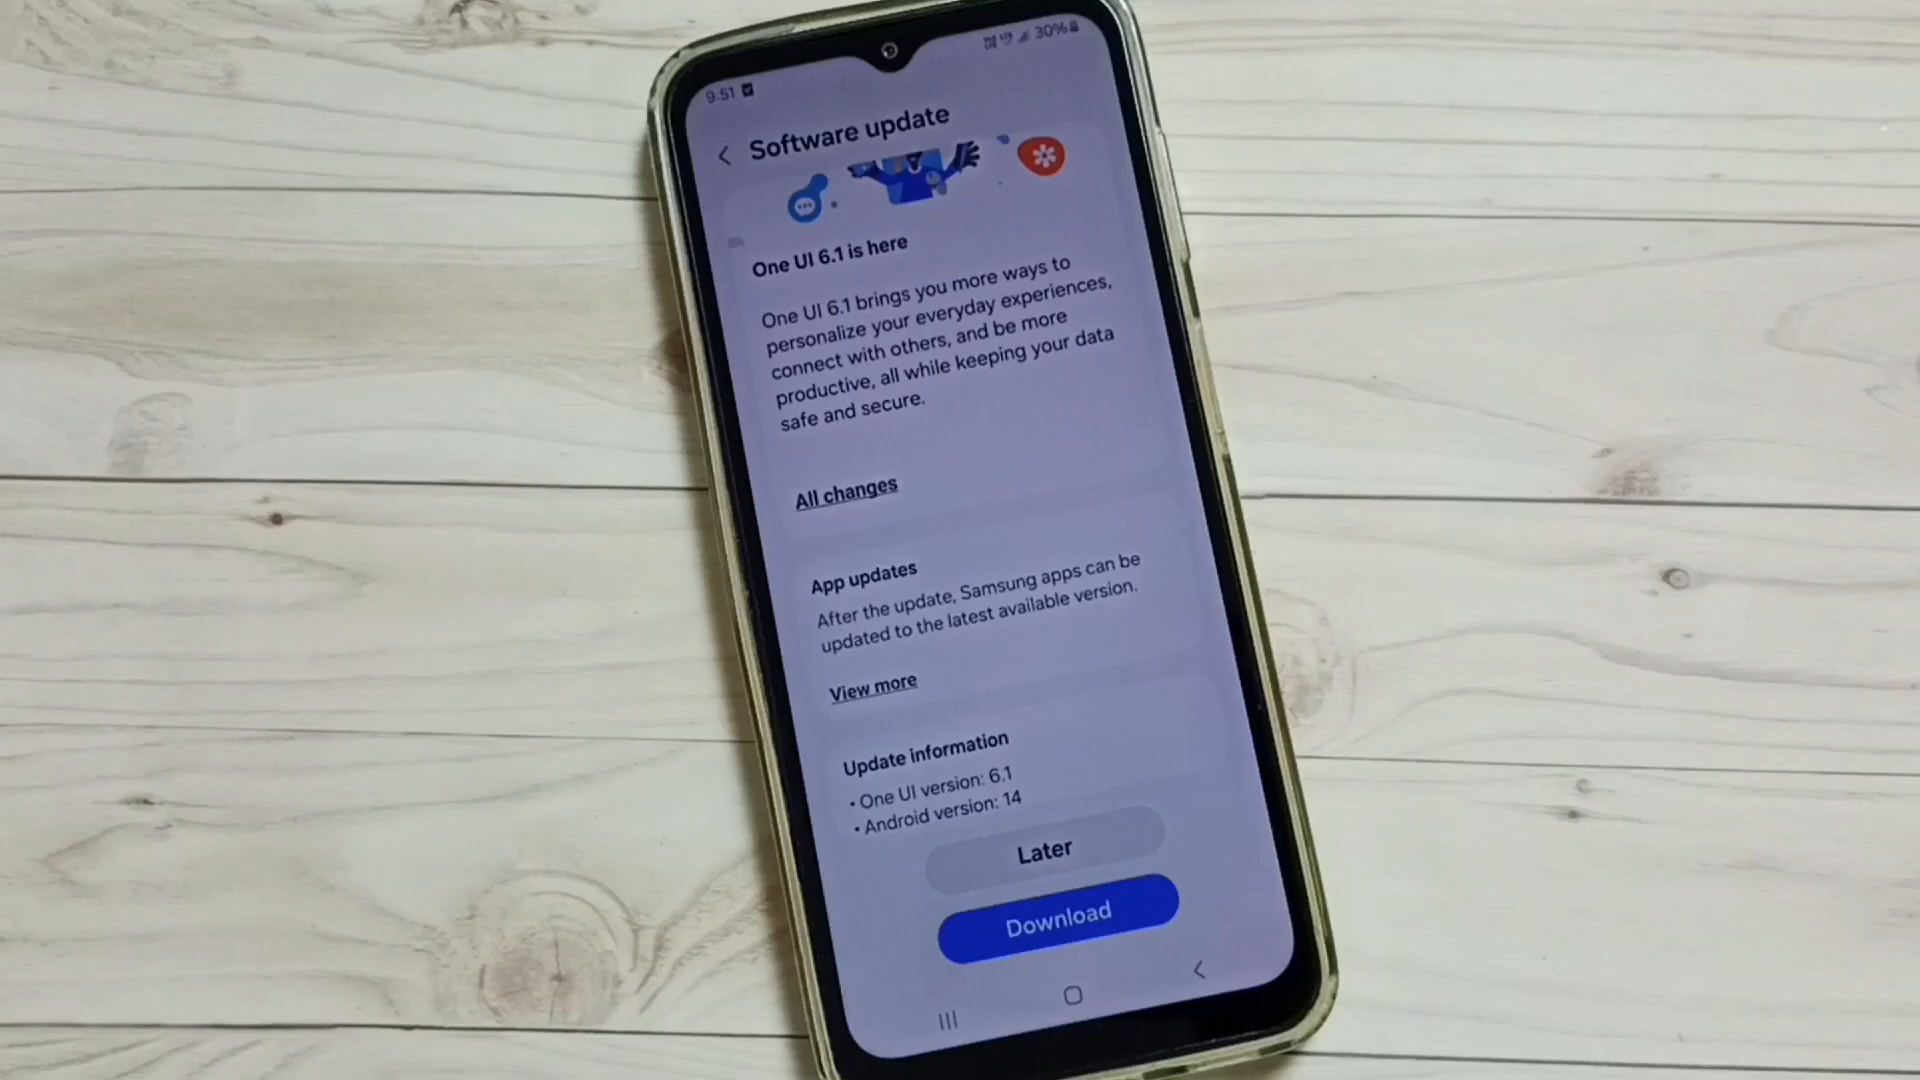 9:51
30%
Software update
One UI 6.1 is here
One UI 6.1 brings you more ways to
personalize your everyday experiences,
connect with others, and be more
productive, all while keeping your data
safe and secure.
All changes
App updates
After the update, Samsung apps can be
updated to the latest available version.
View more
Update information
• One UI version: 6.1
• Android version: 14
Later
Download